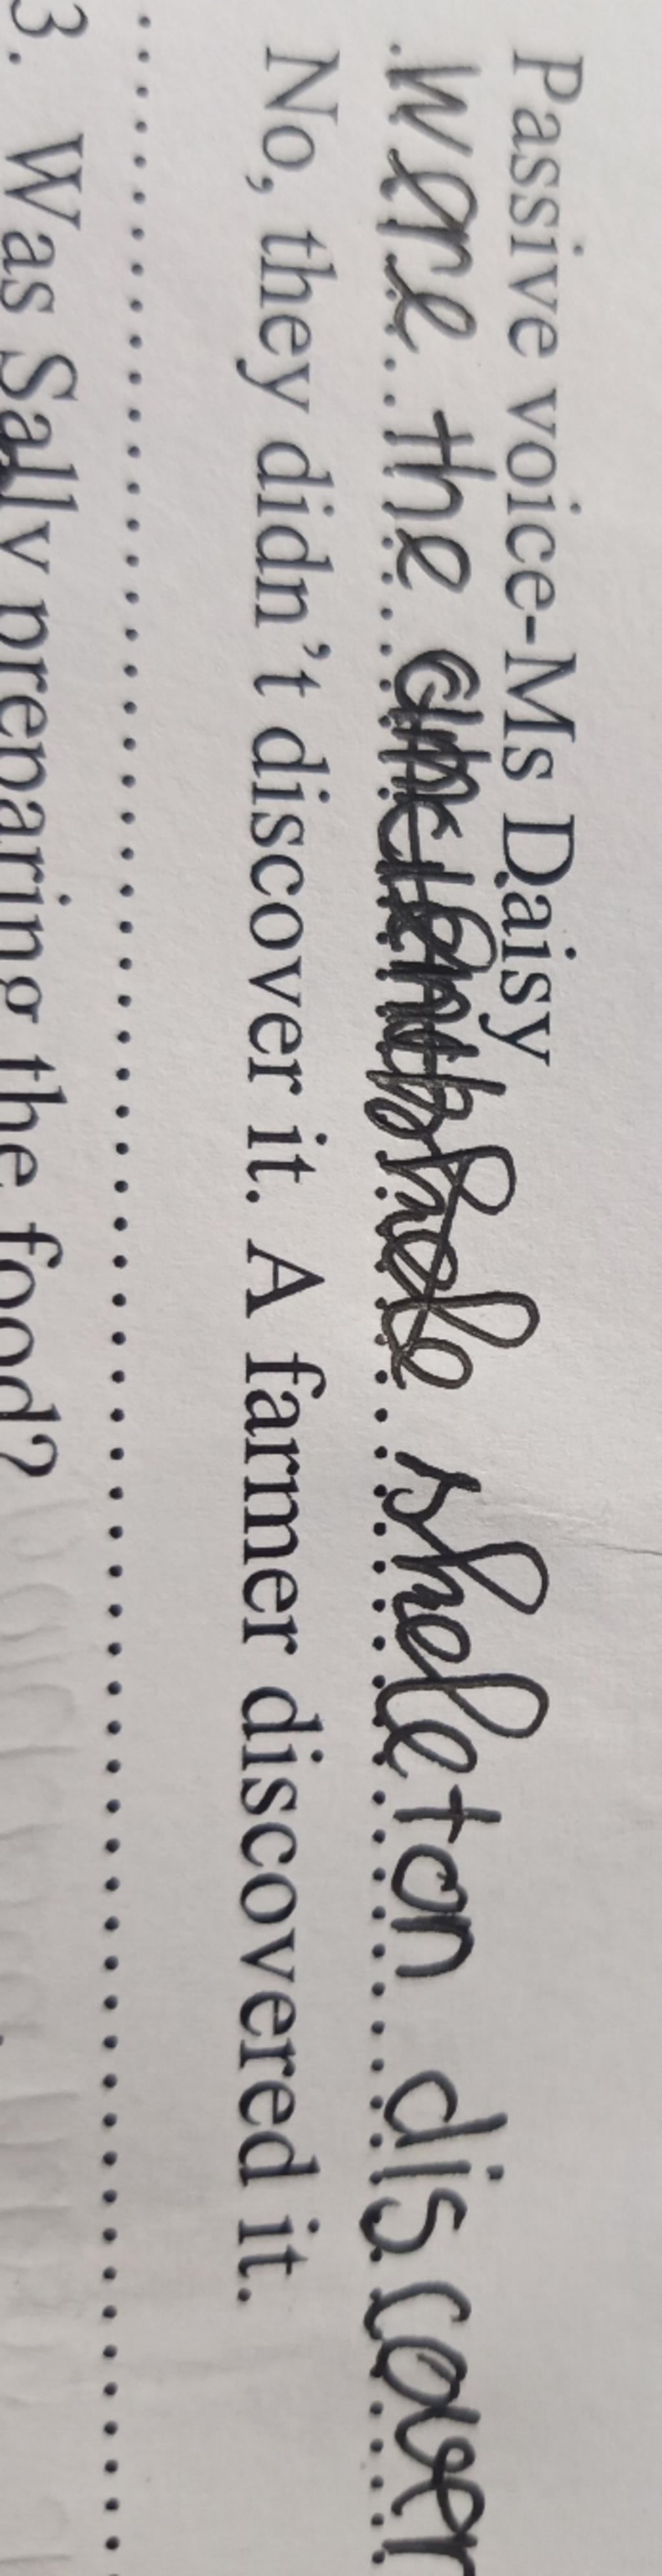 Passive voice-Ms Daisy
were the skeleton discover
No, they didn't discover it. A farmer discovered it.
3. Was Sally preparing the food?